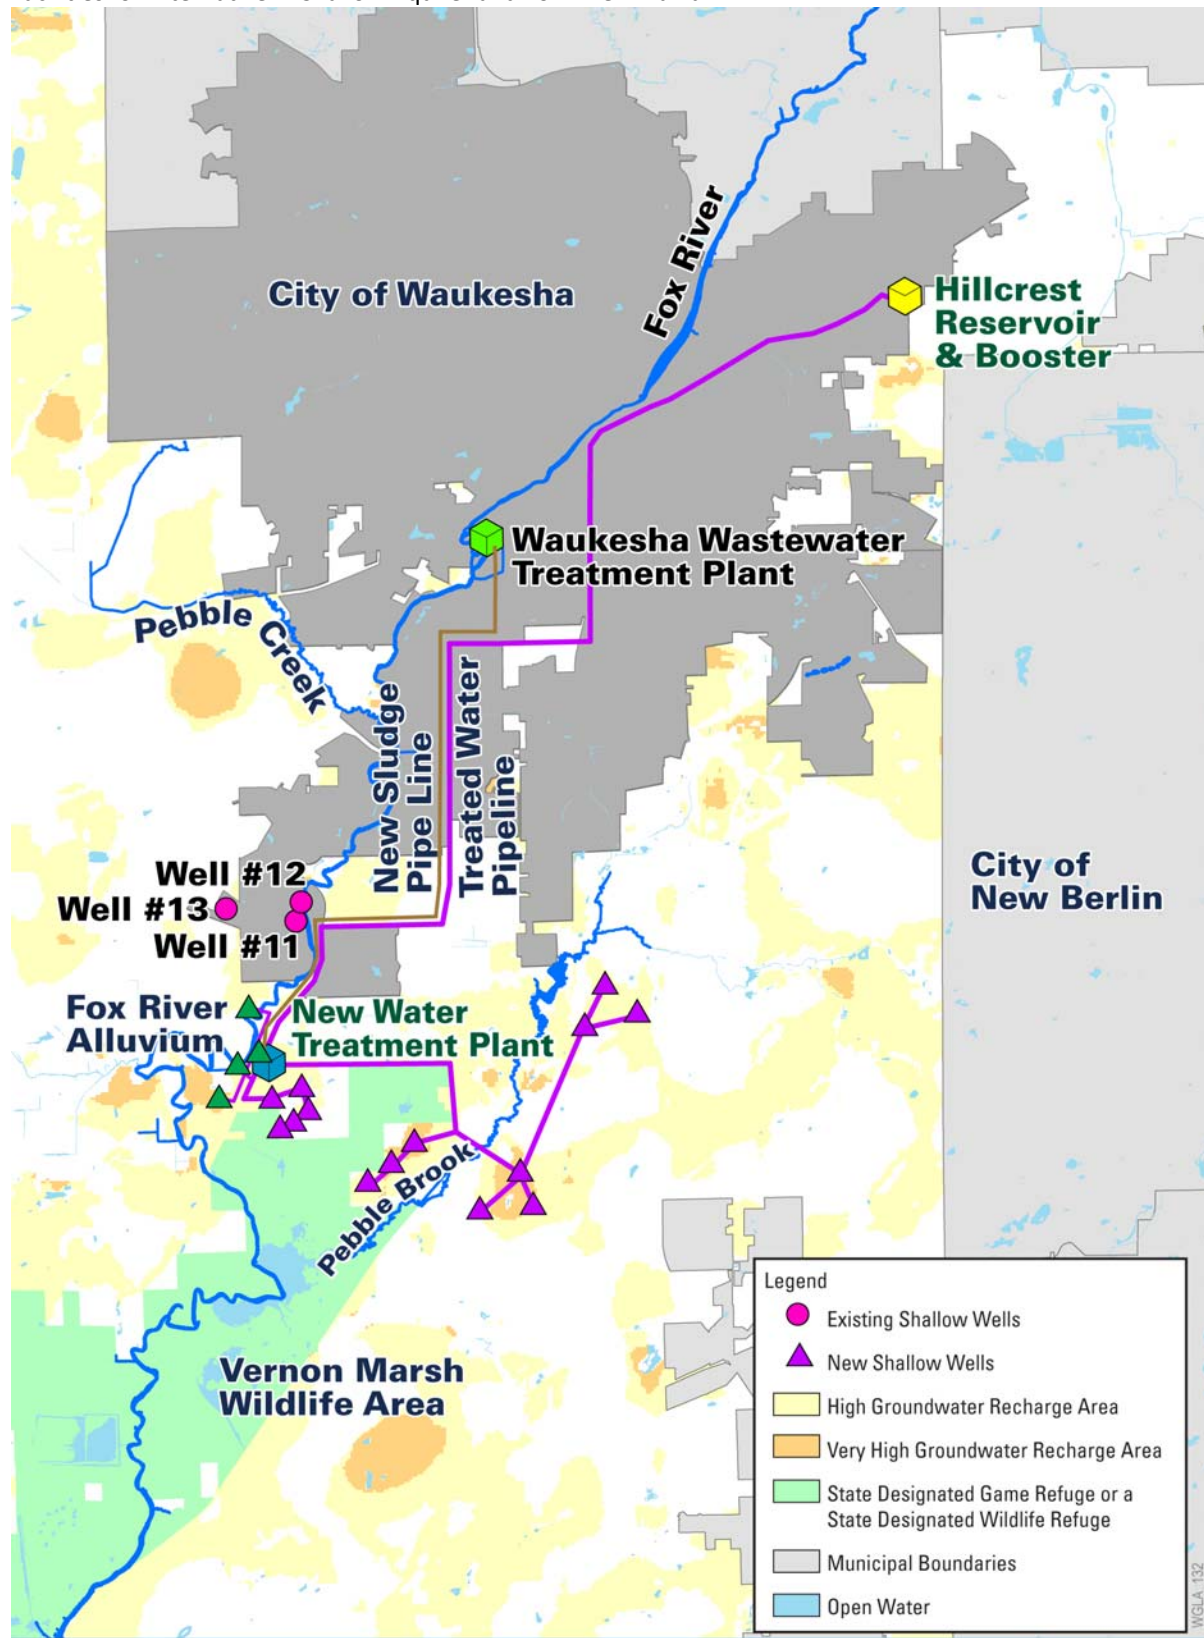 Fox River
City of Waukesha
Hillcrest
Reservoir
& Booster
Waukesha Wastewater
Treatment Plant
Pebble Creek
New Sludge
Pipe Line
Treated Water
Pipeline
City of
New Berlin
Well #12
Well #13
Well #11
Fox River
Alluvium
New Water
Treatment Plant
Pebble Brook
Vernon Marsh
Wildlife Area
Legend
Existing Shallow Wells
New Shallow Wells
High Groundwater Recharge Area
Very High Groundwater Recharge Area
State Designated Game Refuge or a
State Designated Wildlife Refuge
Municipal Boundaries
Open Water
WGLA_132